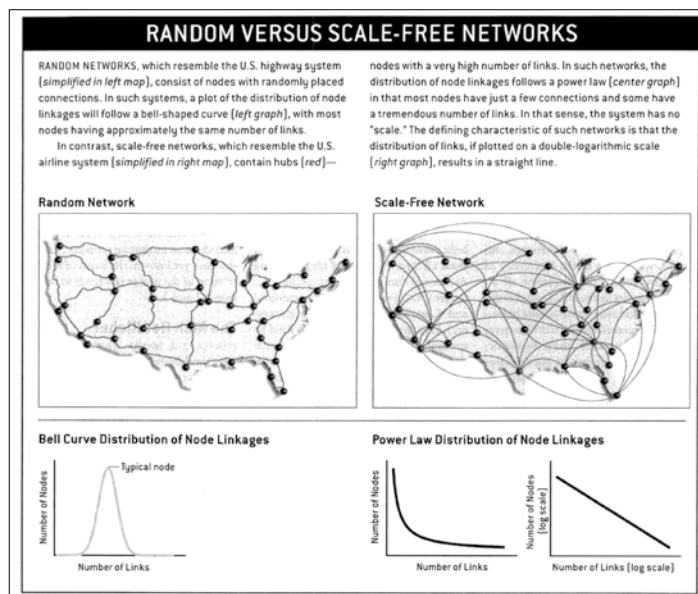 RANDOM VERSUS SCALE-FREE NETWORKS
RANDOM NETWORKS, which resemble the U.S. highway system
(simplified in left map), consist of nodes with randomly placed
connections. In such systems, a plot of the distribution of node
linkages will follow a bell-shaped curve (left graph), with most
nodes having approximately the same number of links.
In contrast, scale-free networks, which resemble the U.S.
airline system (simplified in right map), contain hubs (red)—
nodes with a very high number of links. In such networks, the
distribution of node linkages follows a power law (center graph)
in that most nodes have just a few connections and some have
a tremendous number of links. In that sense, the system has no
"scale." The defining characteristic of such networks is that the
distribution of links, if plotted on a double-logarithmic scale
(right graph), results in a straight line.
Random Network
Scale-Free Network
Bell Curve Distribution of Node Linkages
Typical node
Number of Nodes
Number of Links
Power Law Distribution of Node Linkages
Number of Nodes
Number of Links
Number of Nodes
(log scale)
Number of Links (log scale)